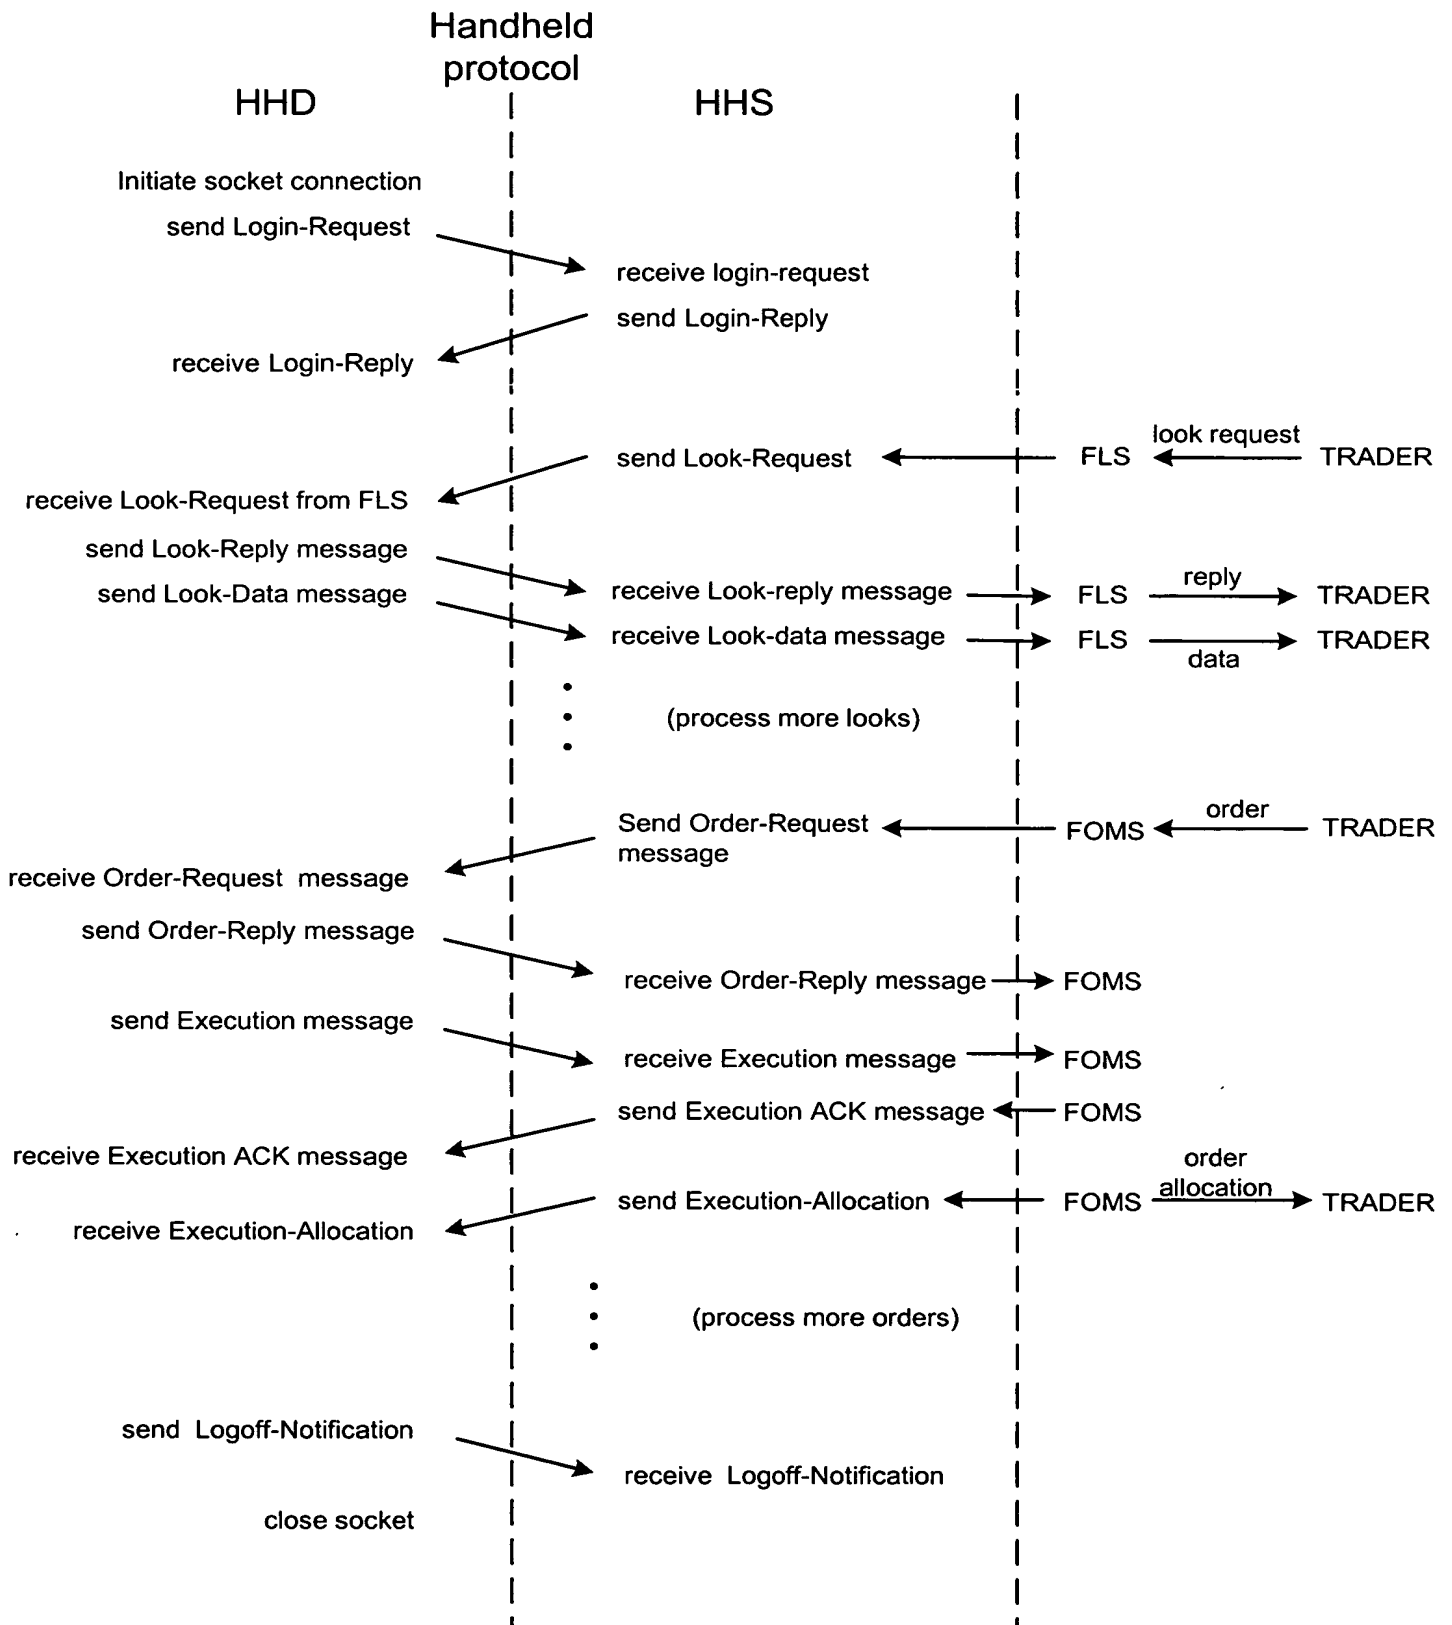 Handheld
protocol
HHD
HHS
Initiate socket connection
send Login-Request
receive login-request
send Login-Reply
receive Login-Reply
look request
send Look-Request FLS TRADER
receive Look-Request from FLS
send Look-Reply message
reply
receive Look-reply message FLS TRADER
send Look-Data message
receive Look-data message FLS TRADER
data
(process more looks)
order
Send Order-Request FOMS TRADER
message
receive Order-Request message
send Order-Reply message
receive Order-Reply message FOMS
send Execution message
receive Execution message FOMS
send Execution ACK message FOMS
receive Execution ACK message
order
allocation
send Execution-Allocation FOMS TRADER
receive Execution-Allocation
(process more orders)
send Logoff-Notification
receive Logoff-Notification
close socket